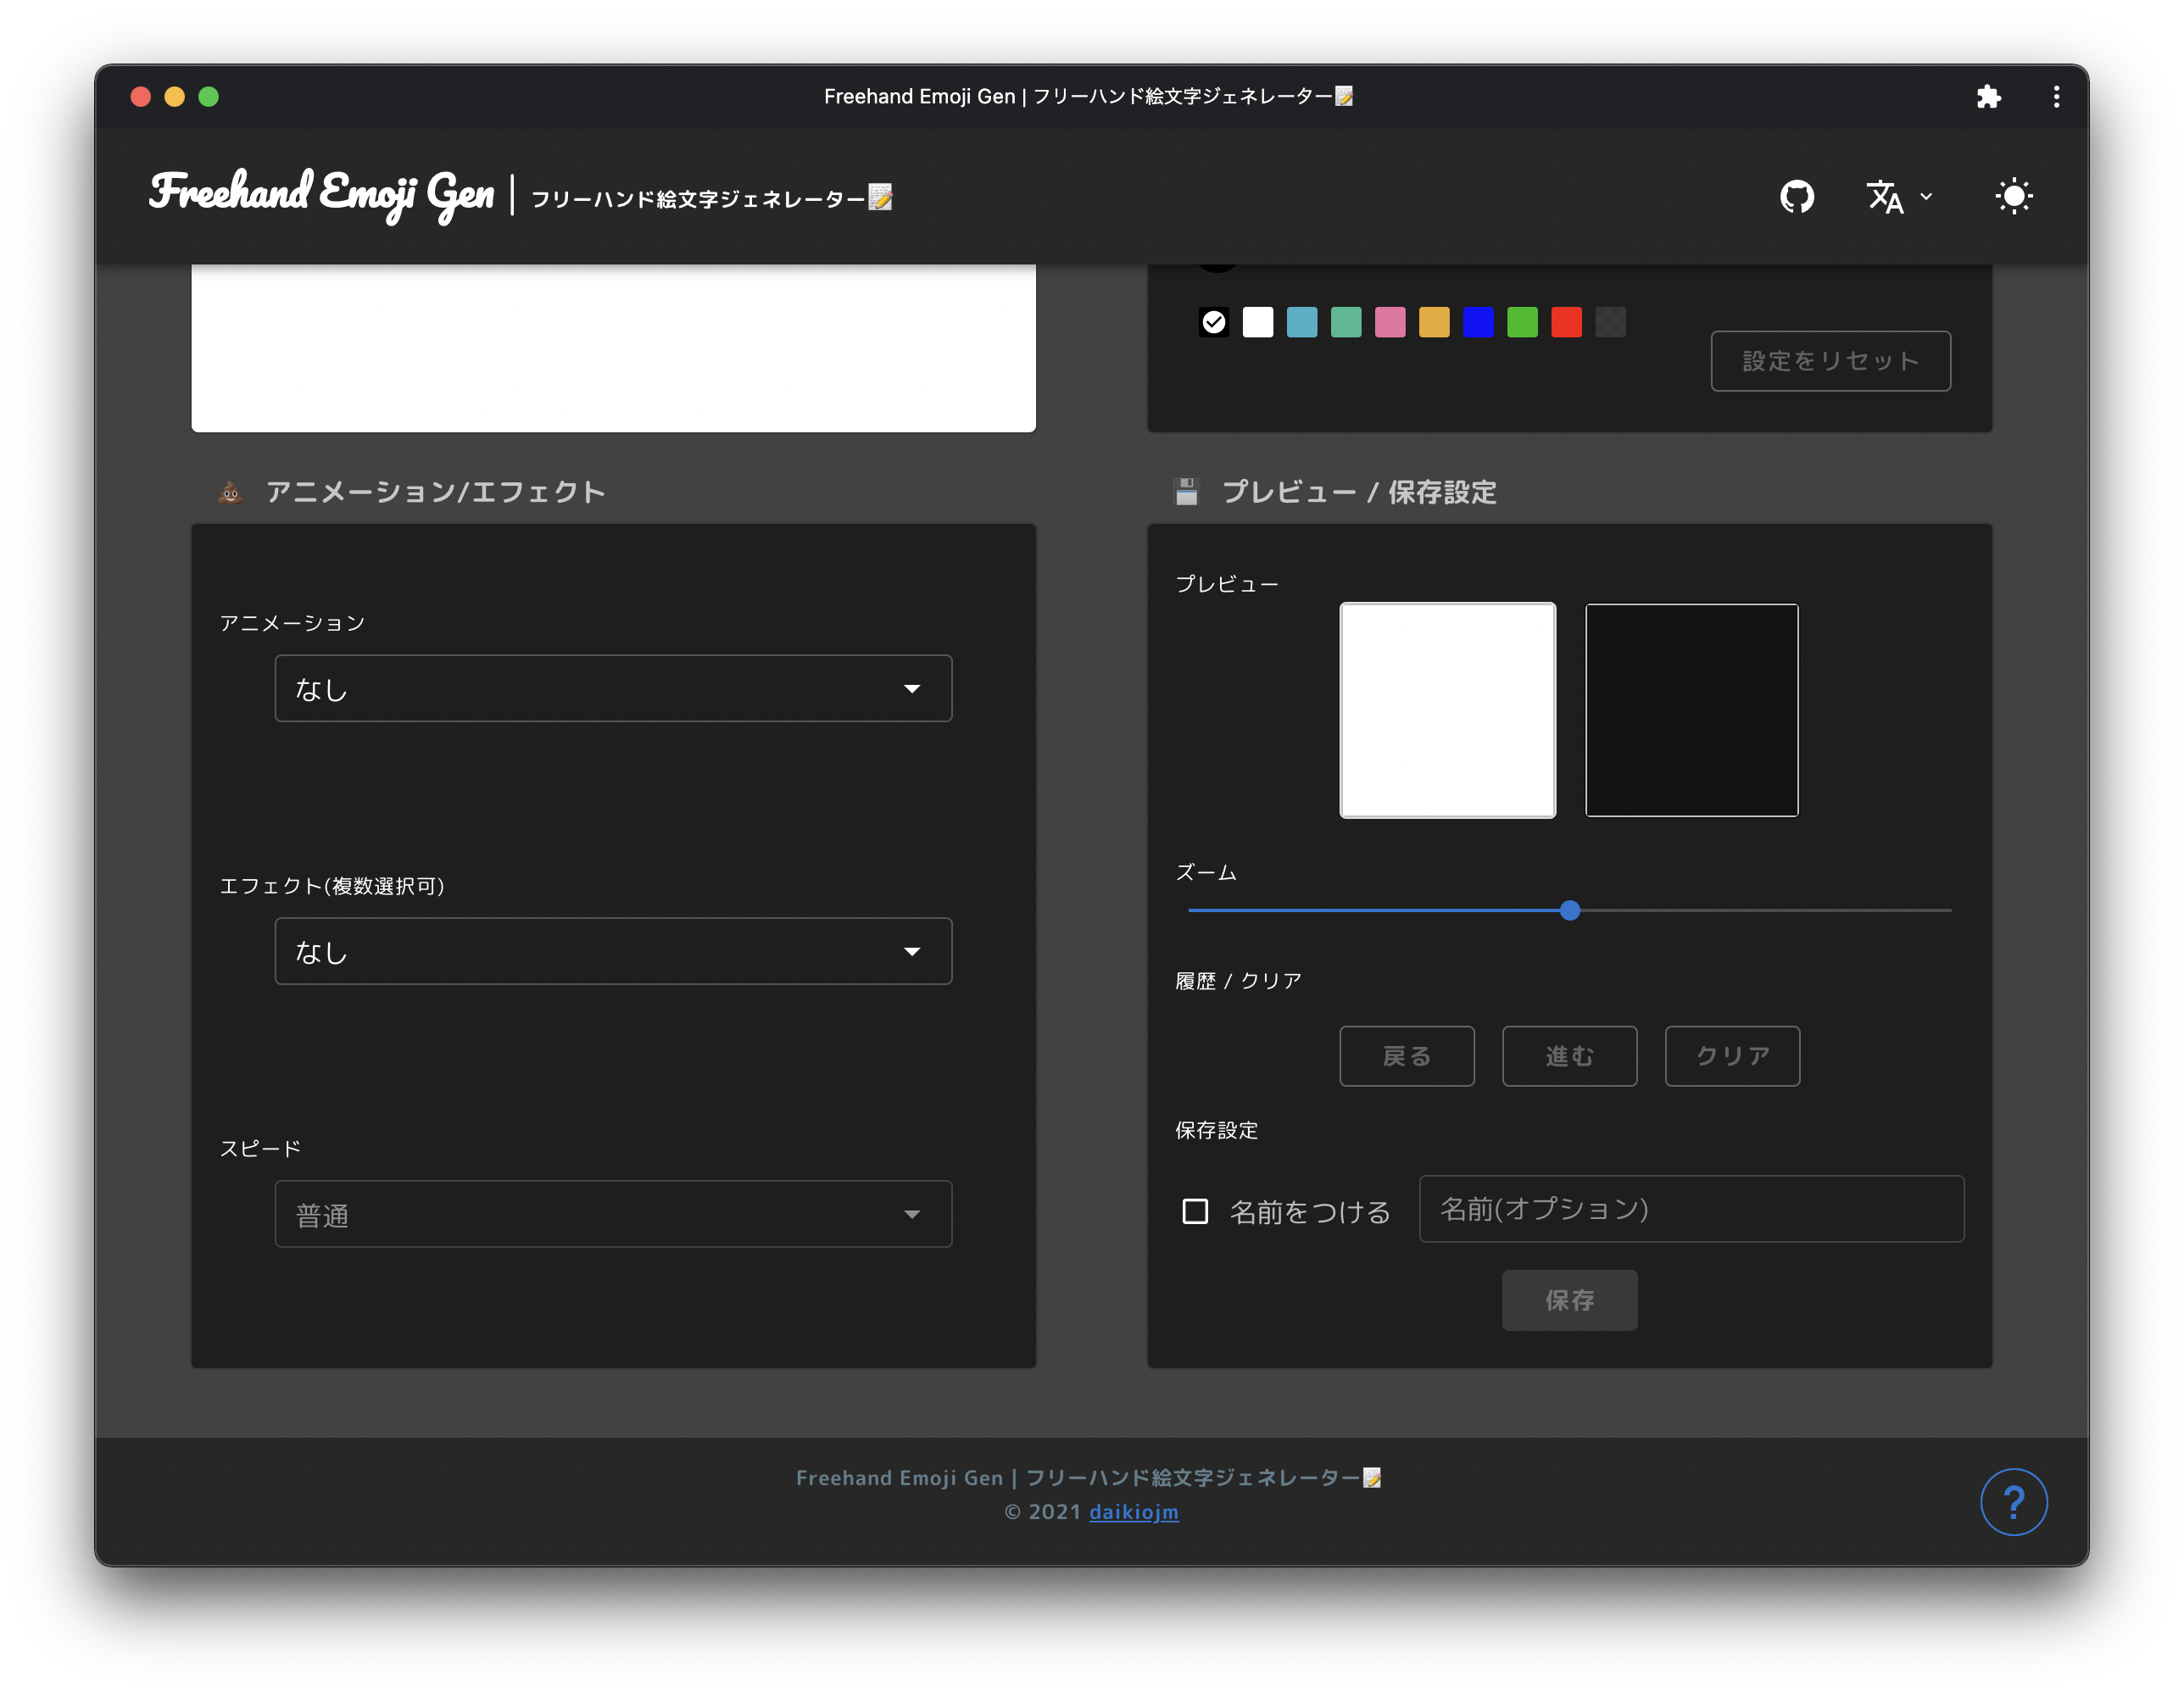 Freehand Emoji Gen | フリーハンド絵文字ジェネレーター📝
Freehand Emoji Gen | フリーハンド絵文字ジェネレーター📝
設定をリセット
💩 アニメーション/エフェクト
💾 プレビュー / 保存設定
アニメーション
なし
エフェクト(複数選択可)
なし
スピード
普通
プレビュー
ズーム
履歴 / クリア
戻る 進む クリア
保存設定
名前をつける 名前(オプション)
保存
Freehand Emoji Gen | フリーハンド絵文字ジェネレーター📝
© 2021 daikiojm
?